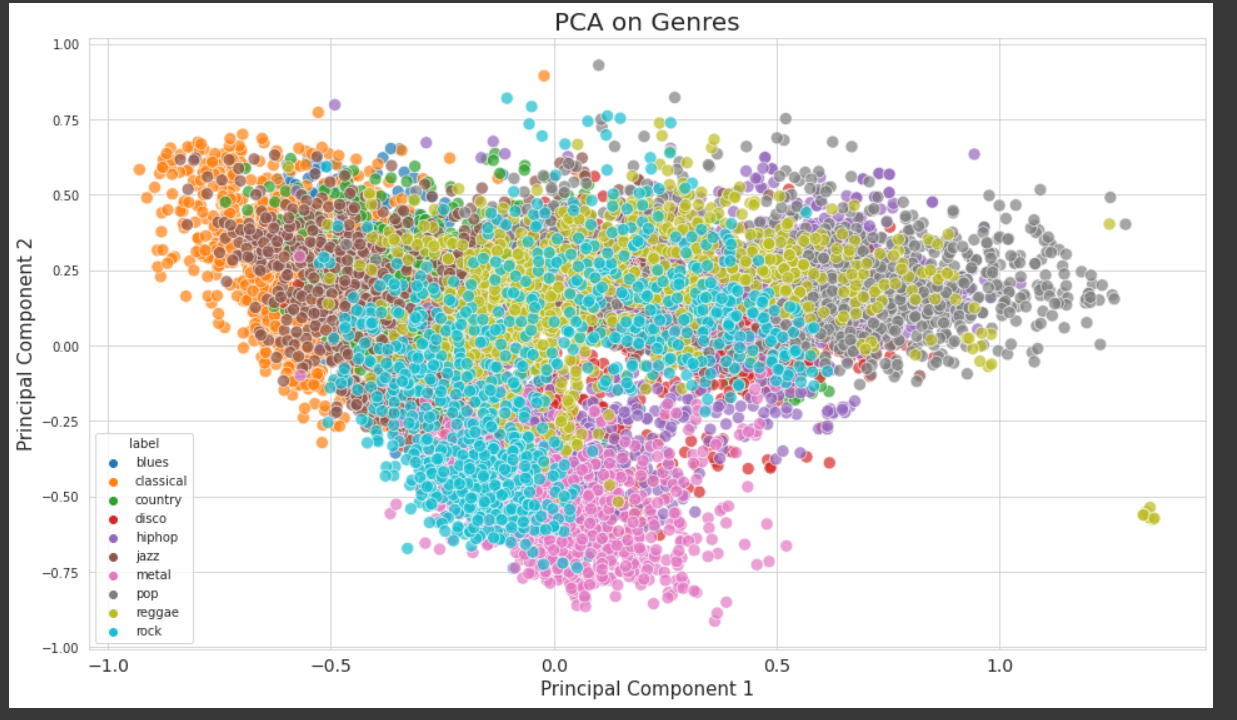 PCA on Genres
1.00
0.75
0.50
0.25
0.00
−0.25
−0.50
−0.75
−1.00
Principal Component 2
label
blues
classical
country
disco
hiphop
jazz
metal
pop
reggae
rock
−1.0 −0.5 0.0 0.5 1.0
Principal Component 1